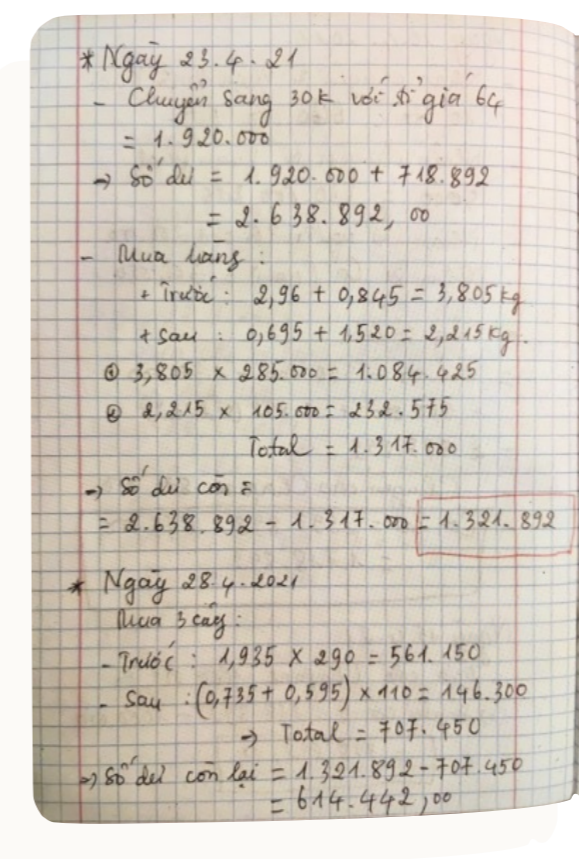 * Ngày 23.4.21
- Chuyển sang 30k với tỉ giá 64
= 1.920.000
→ Số dư = 1.920.000 + 718.892
= 2.638.892,00
- Mua hàng :
+ Trước : 2,96 + 0,845 = 3,805kg
+ Sau : 0,695 + 1,520 = 2,215kg.
① 3,805 × 285.000 = 1.084.425
② 2,215 × 105.000 = 232.575
Total = 1.317.000
→ Số dư còn =
= 2.638.892 - 1.317.000 = 1.321.892
* Ngày 28.4.2021
Mua 3 cây :
- Trước : 1,935 × 290 = 561.150
- Sau : (0,735 + 0,595) × 110 = 146.300
→ Total = 707.450
→ Số dư còn lại = 1.321.892 - 707.450
= 614.442,00